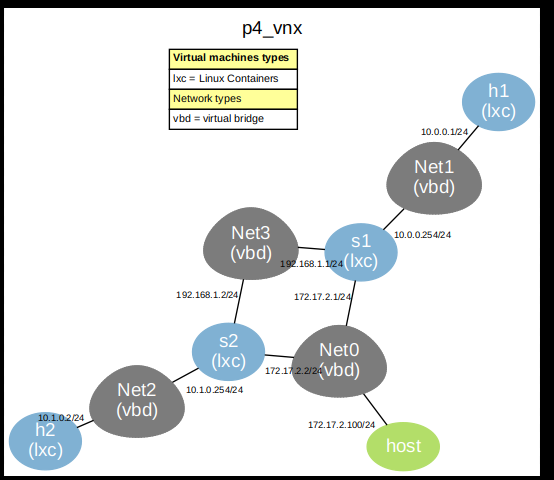 p4_vnx
Virtual machines types
lxc = Linux Containers
Network types
vbd = virtual bridge
h1
(lxc)
10.0.0.1/24
Net1
(vbd)
10.0.0.254/24
Net3
(vbd)
s1
(lxc)
192.168.1.1/24
192.168.1.2/24
172.17.2.1/24
s2
(lxc)
Net0
(vbd)
172.17.2.2/24
10.1.0.254/24
Net2
(vbd)
10.1.0.2/24
h2
(lxc)
172.17.2.100/24
host